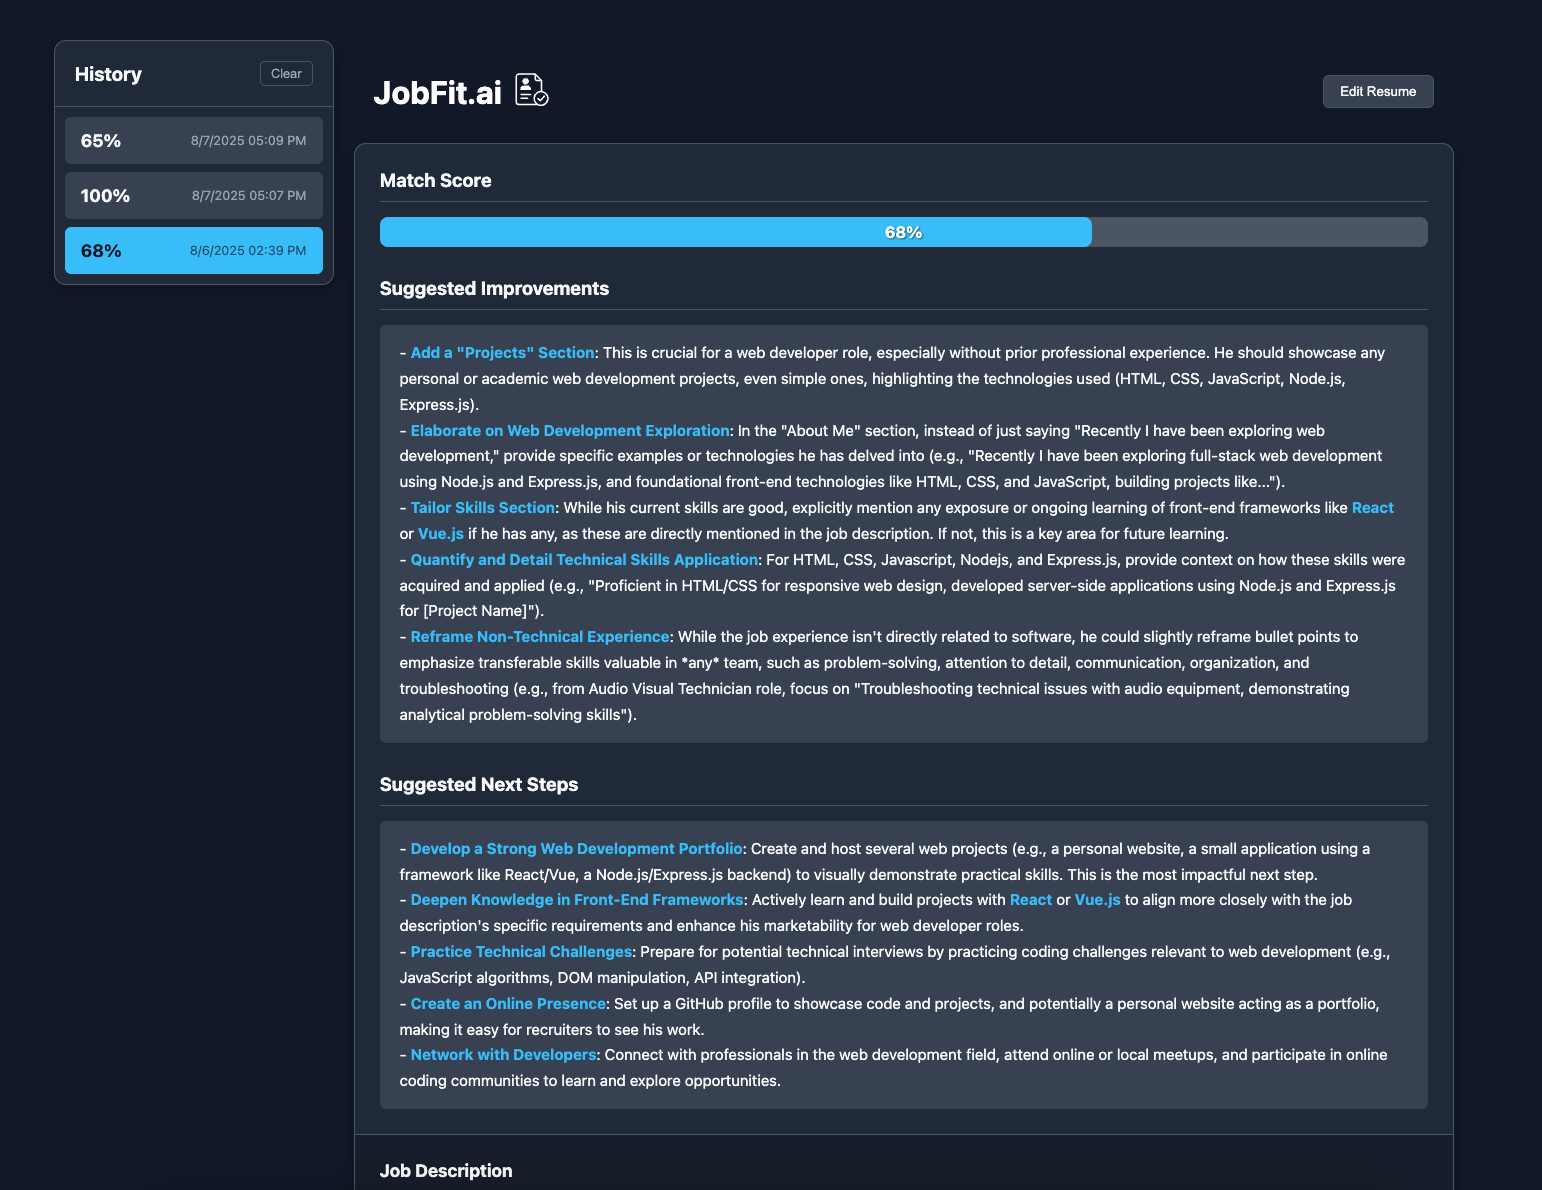 History
Clear
65%
8/7/2025 05:09 PM
100%
8/7/2025 05:07 PM
68%
8/6/2025 02:39 PM
JobFit.ai
Edit Resume
Match Score
68%
Suggested Improvements
- Add a "Projects" Section: This is crucial for a web developer role, especially without prior professional experience. He should showcase any
personal or academic web development projects, even simple ones, highlighting the technologies used (HTML, CSS, JavaScript, Node.js,
Express.js).
- Elaborate on Web Development Exploration: In the "About Me" section, instead of just saying "Recently I have been exploring web
development," provide specific examples or technologies he has delved into (e.g., "Recently I have been exploring full-stack web development
using Node.js and Express.js, and foundational front-end technologies like HTML, CSS, and JavaScript, building projects like...").
- Tailor Skills Section: While his current skills are good, explicitly mention any exposure or ongoing learning of front-end frameworks like React
or Vue.js if he has any, as these are directly mentioned in the job description. If not, this is a key area for future learning.
- Quantify and Detail Technical Skills Application: For HTML, CSS, Javascript, Nodejs, and Express.js, provide context on how these skills were
acquired and applied (e.g., "Proficient in HTML/CSS for responsive web design, developed server-side applications using Node.js and Express.js
for [Project Name]").
- Reframe Non-Technical Experience: While the job experience isn't directly related to software, he could slightly reframe bullet points to
emphasize transferable skills valuable in *any* team, such as problem-solving, attention to detail, communication, organization, and
troubleshooting (e.g., from Audio Visual Technician role, focus on "Troubleshooting technical issues with audio equipment, demonstrating
analytical problem-solving skills").
Suggested Next Steps
- Develop a Strong Web Development Portfolio: Create and host several web projects (e.g., a personal website, a small application using a
framework like React/Vue, a Node.js/Express.js backend) to visually demonstrate practical skills. This is the most impactful next step.
- Deepen Knowledge in Front-End Frameworks: Actively learn and build projects with React or Vue.js to align more closely with the job
description's specific requirements and enhance his marketability for web developer roles.
- Practice Technical Challenges: Prepare for potential technical interviews by practicing coding challenges relevant to web development (e.g.,
JavaScript algorithms, DOM manipulation, API integration).
- Create an Online Presence: Set up a GitHub profile to showcase code and projects, and potentially a personal website acting as a portfolio,
making it easy for recruiters to see his work.
- Network with Developers: Connect with professionals in the web development field, attend online or local meetups, and participate in online
coding communities to learn and explore opportunities.
Job Description